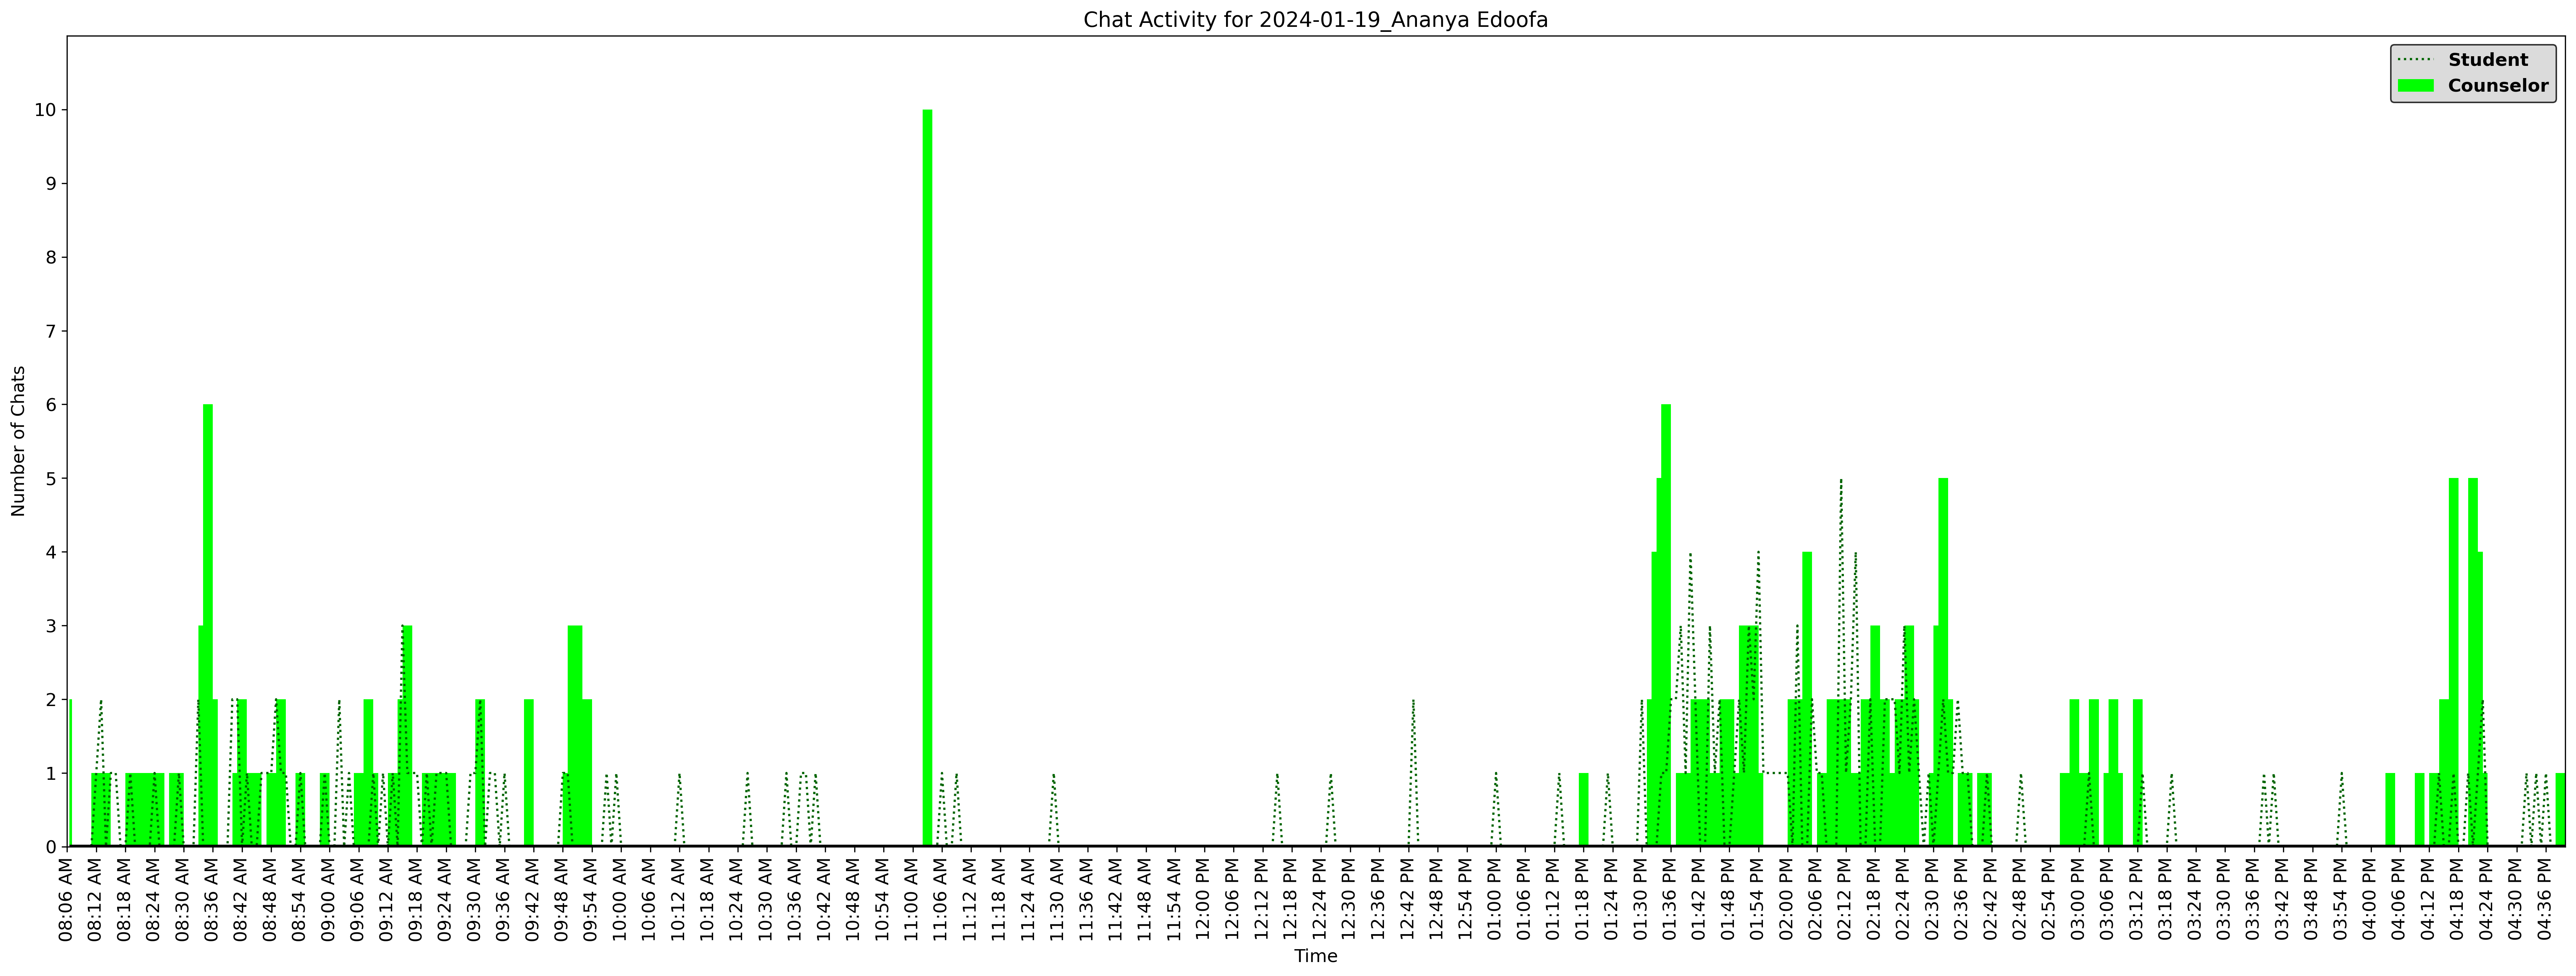 Chat Activity for 2024-01-19_Ananya Edoofa
Student
Counselor
Number of Chats
10
9
8
7
6
5
4
3
2
1
0
08:06 AM
08:12 AM
08:18 AM
08:24 AM
08:30 AM
08:36 AM
08:42 AM
08:48 AM
08:54 AM
09:00 AM
09:06 AM
09:12 AM
09:18 AM
09:24 AM
09:30 AM
09:36 AM
09:42 AM
09:48 AM
09:54 AM
10:00 AM
10:06 AM
10:12 AM
10:18 AM
10:24 AM
10:30 AM
10:36 AM
10:42 AM
10:48 AM
10:54 AM
11:00 AM
11:06 AM
11:12 AM
11:18 AM
11:24 AM
11:30 AM
11:36 AM
11:42 AM
11:48 AM
11:54 AM
12:00 PM
12:06 PM
12:12 PM
12:18 PM
12:24 PM
12:30 PM
12:36 PM
12:42 PM
12:48 PM
12:54 PM
01:00 PM
01:06 PM
01:12 PM
01:18 PM
01:24 PM
01:30 PM
01:36 PM
01:42 PM
01:48 PM
01:54 PM
02:00 PM
02:06 PM
02:12 PM
02:18 PM
02:24 PM
02:30 PM
02:36 PM
02:42 PM
02:48 PM
02:54 PM
03:00 PM
03:06 PM
03:12 PM
03:18 PM
03:24 PM
03:30 PM
03:36 PM
03:42 PM
03:48 PM
03:54 PM
04:00 PM
04:06 PM
04:12 PM
04:18 PM
04:24 PM
04:30 PM
04:36 PM
Time